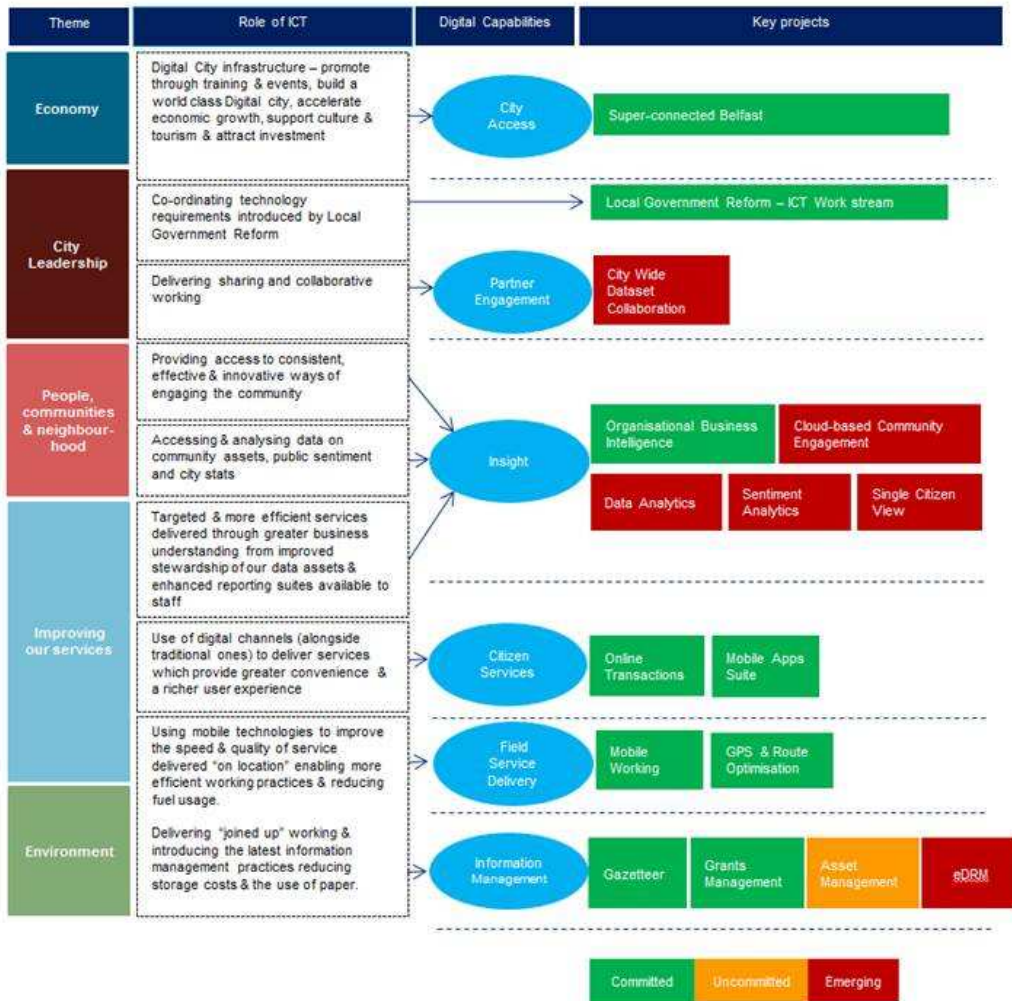 Theme
Role of ICT
Digital Capabilities
Key projects
Economy
Digital City infrastructure – promote
through training & events, build a
world class Digital city, accelerate
economic growth, support culture &
tourism & attract investment
City
Access
Super-connected Belfast
City
Leadership
Co-ordinating technology
requirements introduced by Local
Government Reform
Local Government Reform – ICT Work stream
Delivering sharing and collaborative
working
Partner
Engagement
City Wide
Dataset
Collaboration
People,
communities
& neighbour-
hood
Providing access to consistent,
effective & innovative ways of
engaging the community
Accessing & analysing data on
community assets, public sentiment
and city stats
Insight
Organisational Business
Intelligence
Cloud-based Community
Engagement
Data Analytics
Sentiment
Analytics
Single Citizen
View
Improving
our services
Targeted & more efficient services
delivered through greater business
understanding from improved
stewardship of our data assets &
enhanced reporting suites available to
staff
Use of digital channels (alongside
traditional ones) to deliver services
which provide greater convenience &
a richer user experience
Citizen
Services
Online
Transactions
Mobile Apps
Suite
Using mobile technologies to improve
the speed & quality of service
delivered "on location" enabling more
efficient working practices & reducing
fuel usage.
Field
Service
Delivery
Mobile
Working
GPS & Route
Optimisation
Environment
Delivering "joined up" working &
introducing the latest information
management practices reducing
storage costs & the use of paper.
Information
Management
Gazetteer
Grants
Management
Asset
Management
eDRM
Committed
Uncommitted
Emerging